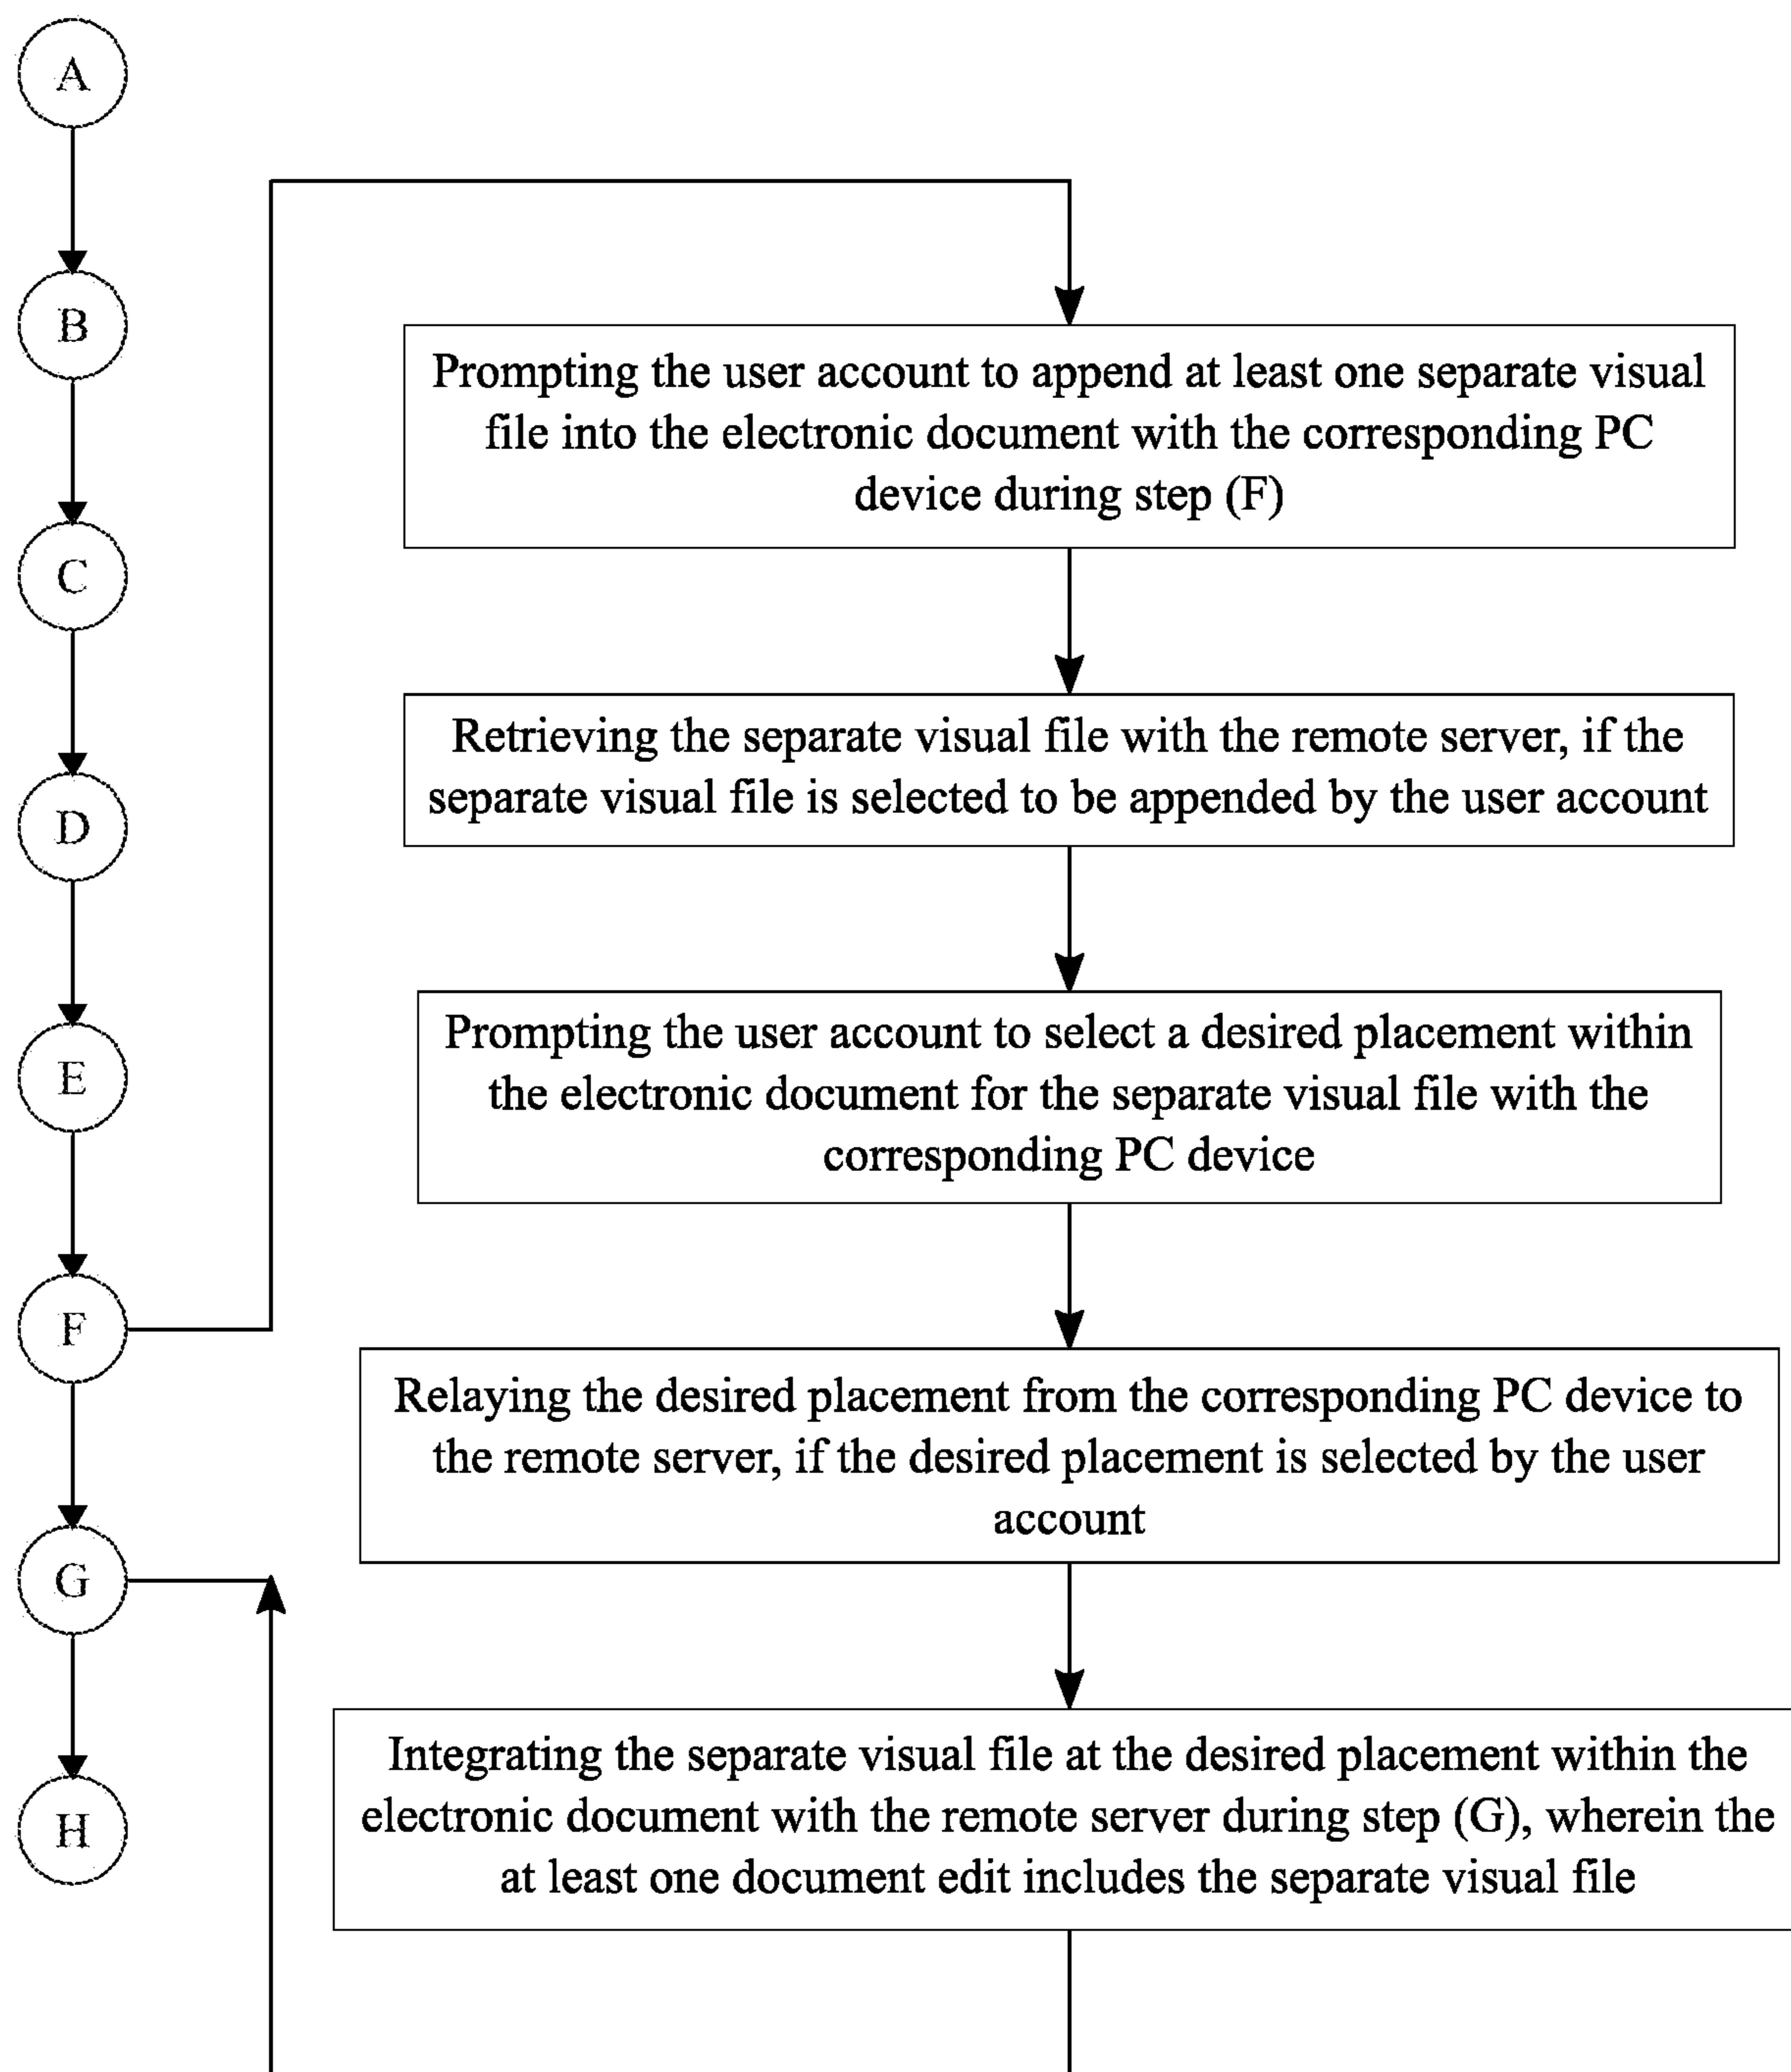 A
B
C
D
E
F
G
H
Prompting the user account to append at least one separate visual
file into the electronic document with the corresponding PC
device during step (F)
Retrieving the separate visual file with the remote server, if the
separate visual file is selected to be appended by the user account
Prompting the user account to select a desired placement within
the electronic document for the separate visual file with the
corresponding PC device
Relaying the desired placement from the corresponding PC device to
the remote server, if the desired placement is selected by the user
account
Integrating the separate visual file at the desired placement within the
electronic document with the remote server during step (G), wherein the
at least one document edit includes the separate visual file